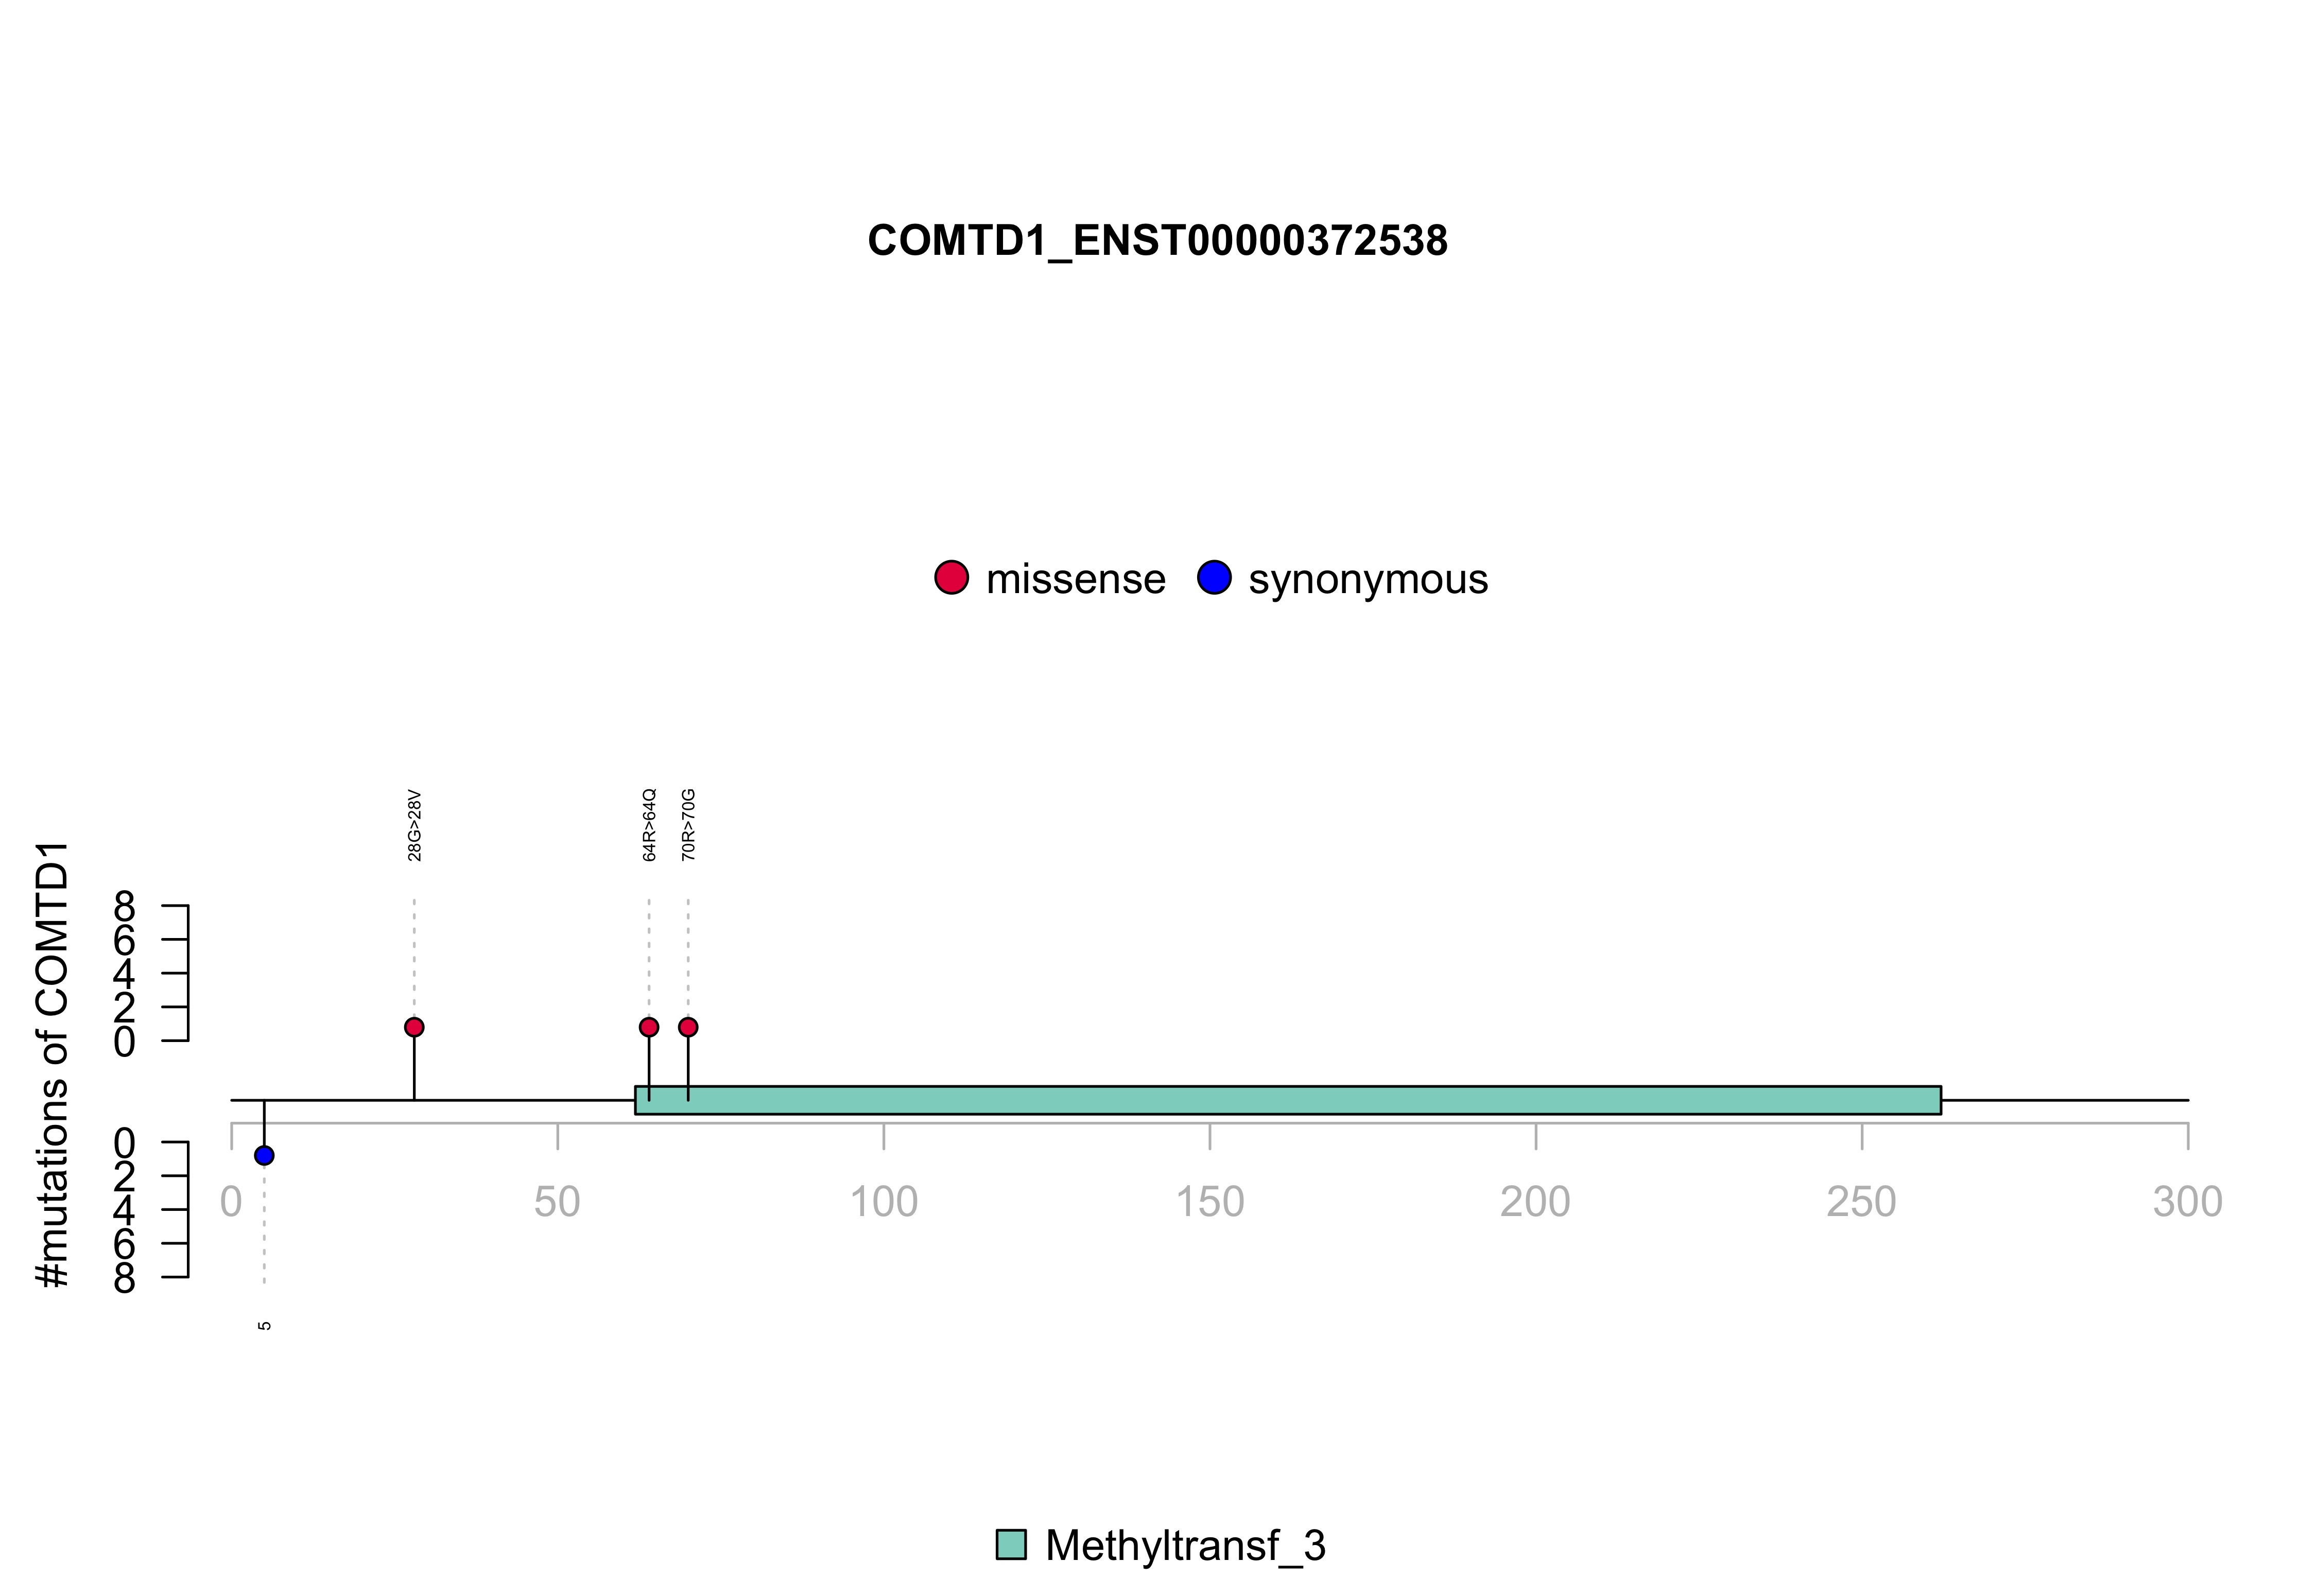 COMTD1_ENST00000372538
missense synonymous
28G>28V 64R>64Q 70R>70G
#mutations of COMTD1
8
6
4
2
0
0
2
4
6
8
0 50 100 150 200 250 300
5
Methyltransf_3